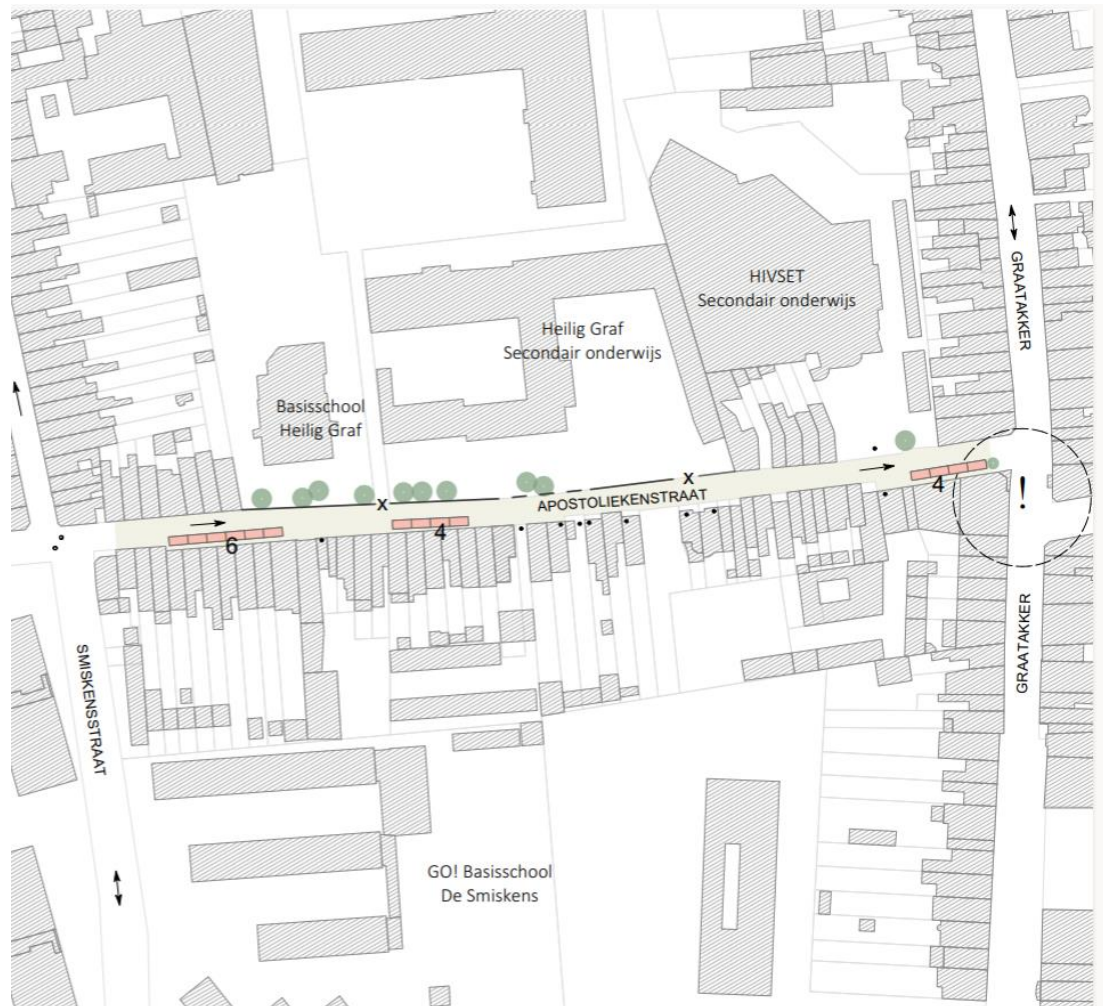 GRAATAKKER
HIVSET
Secondair onderwijs
Heilig Graf
Secondair onderwijs
Basisschool
Heilig Graf
X
X
APOSTOLIEKENSTRAAT
4
!
6
4
SMISKENSSTRAAT
GRAATAKKER
GO! Basisschool
De Smiskens